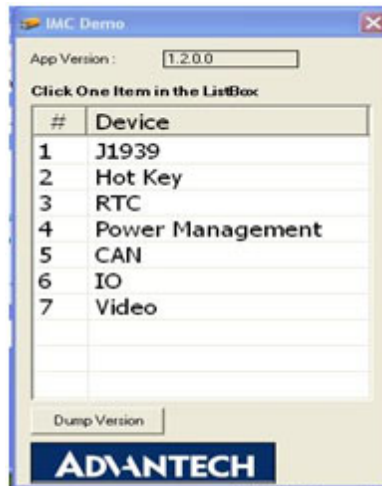 IMC Demo
App Version : 1.2.0.0
Click One Item in the ListBox
# Device
1 J1939
2 Hot Key
3 RTC
4 Power Management
5 CAN
6 IO
7 Video
Dump Version
ADVANTECH